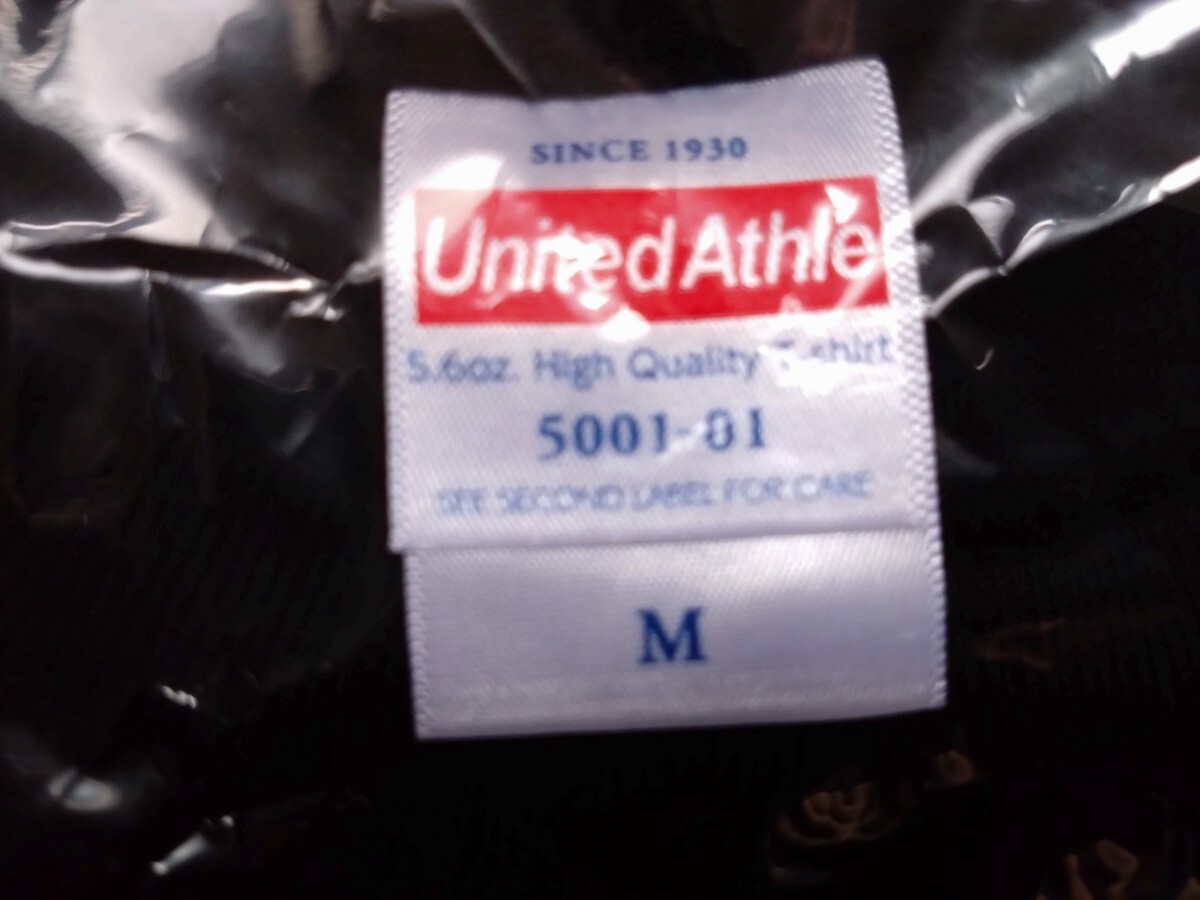 SINCE 1930
United Athle
5.6oz. High Quality T-shirt
5001-01
SEE SECOND LABEL FOR CARE
M